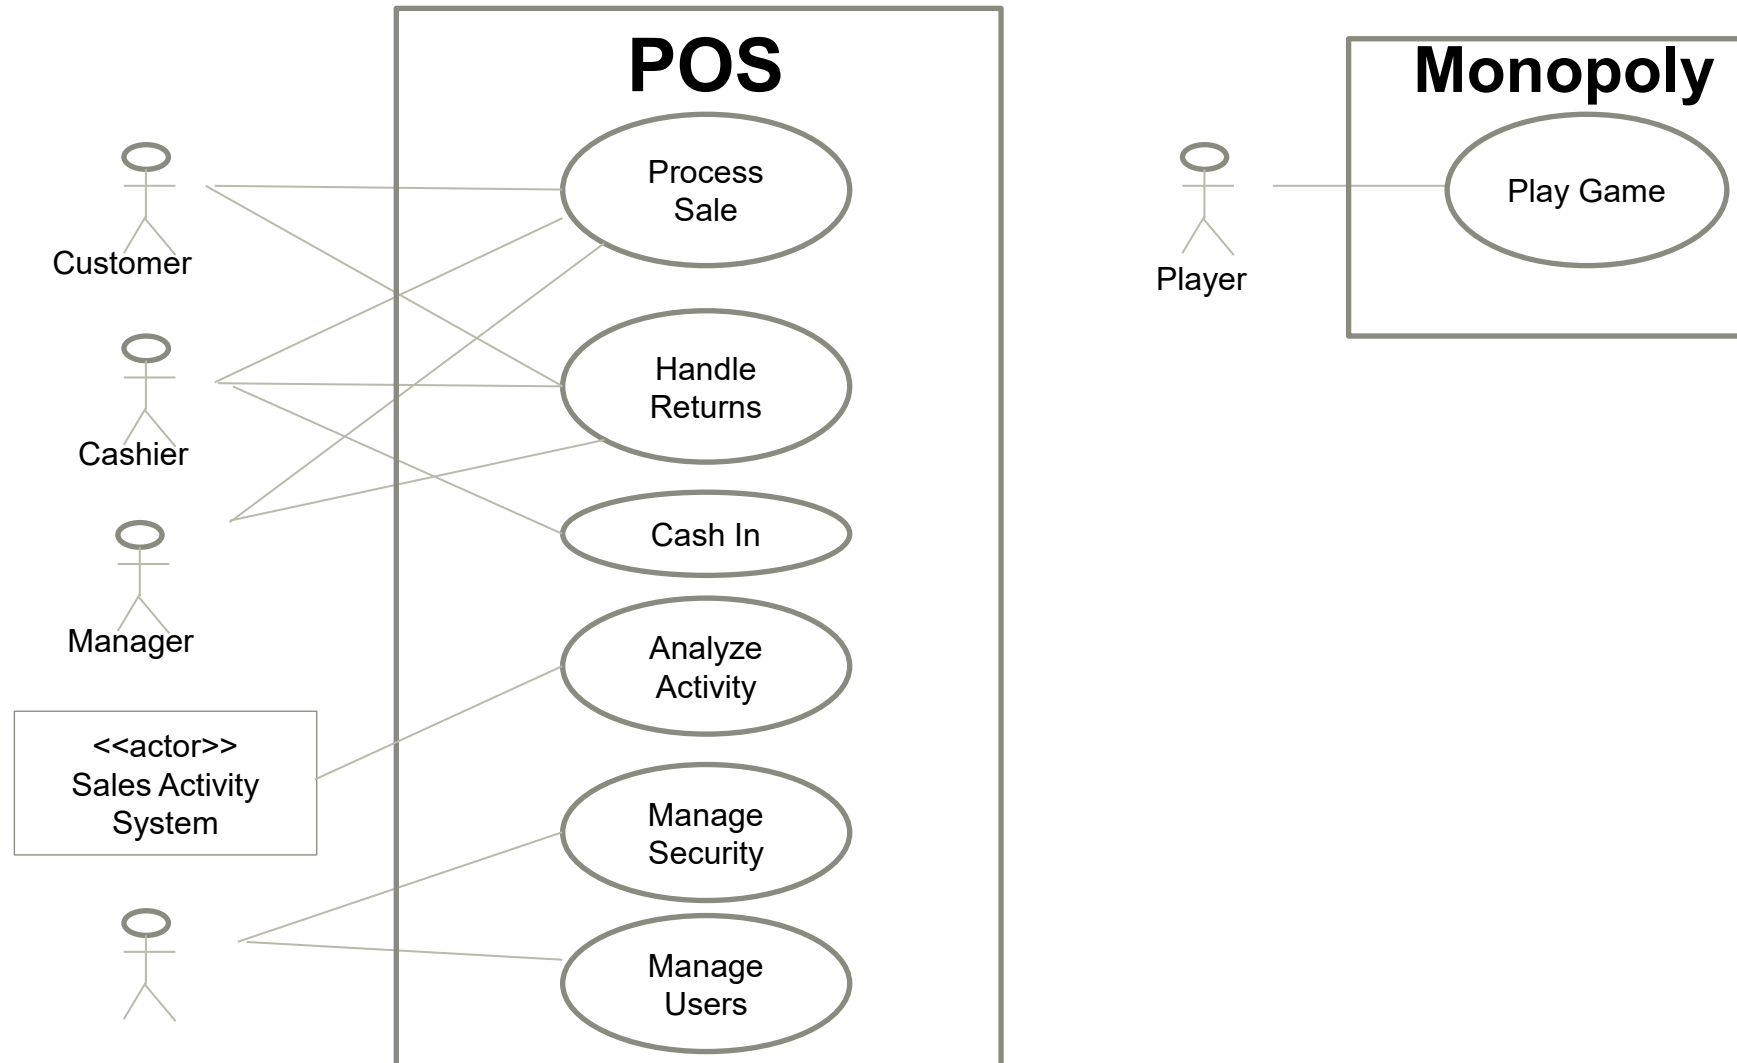 POS
Monopoly
Process
Sale
Play Game
Customer
Player
Handle
Returns
Cashier
Cash In
Manager
Analyze
Activity
<<actor>>
Sales Activity
System
Manage
Security
Manage
Users